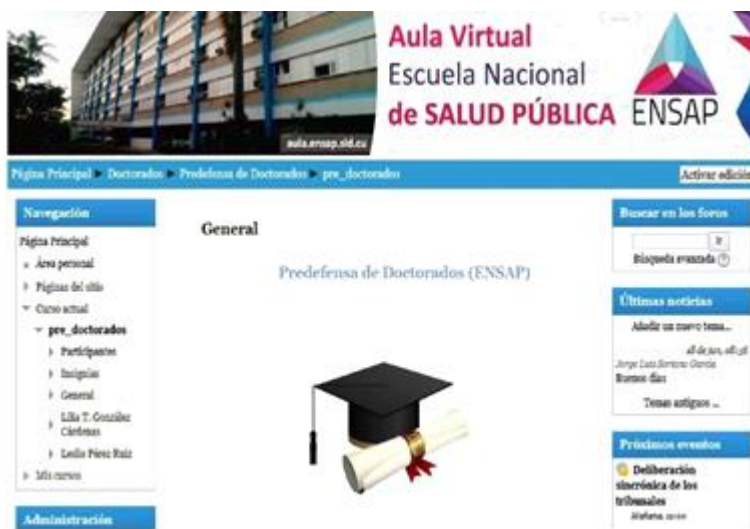 Aula Virtual
Escuela Nacional
de SALUD PÚBLICA
ENSAP
aula.ensap.sld.cu
Página Principal ► Doctorados ► Predefensa de Doctorados ► pre_doctorados
Activar edición
Navegación
Página Principal
Área personal
Páginas del sitio
Curso actual
pre_doctorados
Participantes
Insignias
General
Lilia T. González
Cárdenas
Leslie Pérez Ruiz
Mis cursos
Administración
General
Predefensa de Doctorados (ENSAP)
Buscar en los foros
Ir
Búsqueda avanzada
Últimas noticias
Añadir un nuevo tema...
Jorge Luis Soriano García
Buenos días
Temas antiguos ...
Próximos eventos
Deliberación
sincrónica de los
tribunales
Mañana,